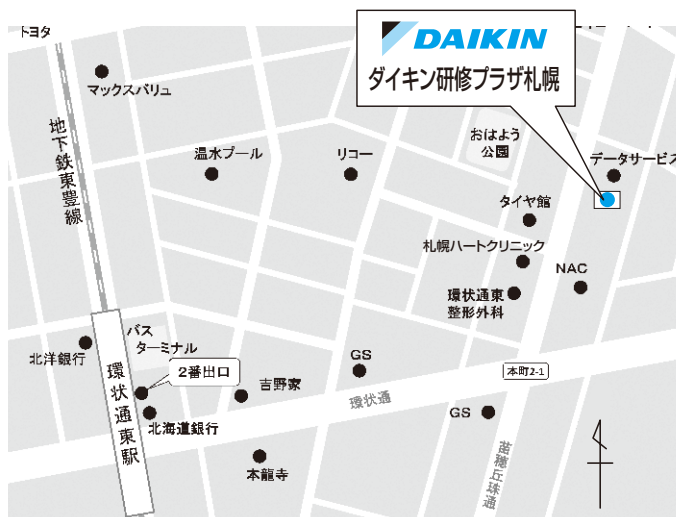 トヨタ
DAIKIN
ダイキン研修プラザ札幌
マックスバリュ
地下鉄東豊線
温水プール
リコー
おはよう
公園
データサービス
タイヤ館
札幌ハートクリニック
NAC
環状通東
整形外科
バス
ターミナル
北洋銀行
2番出口
環状通東駅
GS
本町2-1
吉野家
環状通
北海道銀行
GS
本龍寺
苗穂丘珠通